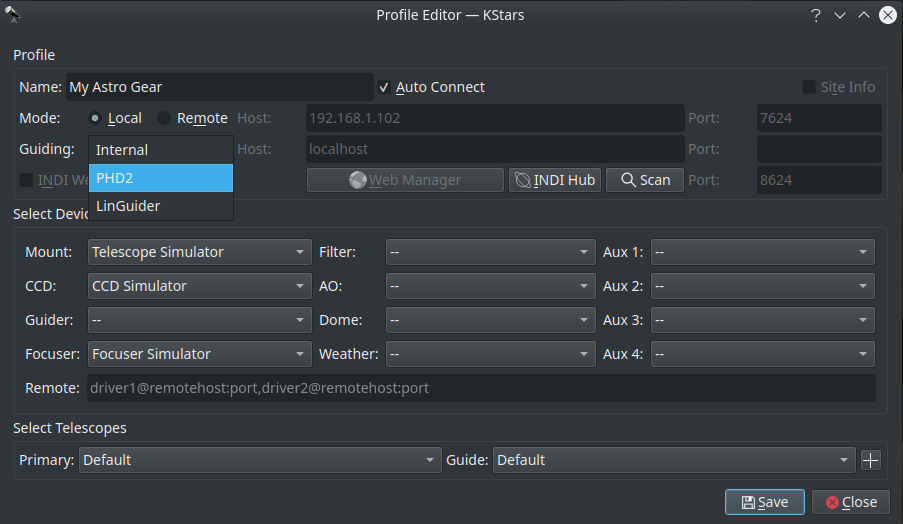 Profile Editor — KStars
Profile
Name: My Astro Gear Auto Connect Site Info
Mode: Local Remote Host: 192.168.1.102 Port: 7624
Guiding: Internal Host: localhost Port:
PHD2
INDI We Web Manager INDI Hub Scan Port: 8624
LinGuider
Select Devic
Mount: Telescope Simulator Filter: -- Aux 1: --
CCD: CCD Simulator AO: -- Aux 2: --
Guider: -- Dome: -- Aux 3: --
Focuser: Focuser Simulator Weather: -- Aux 4: --
Remote: driver1@remotehost:port,driver2@remotehost:port
Select Telescopes
Primary: Default Guide: Default
Save Close